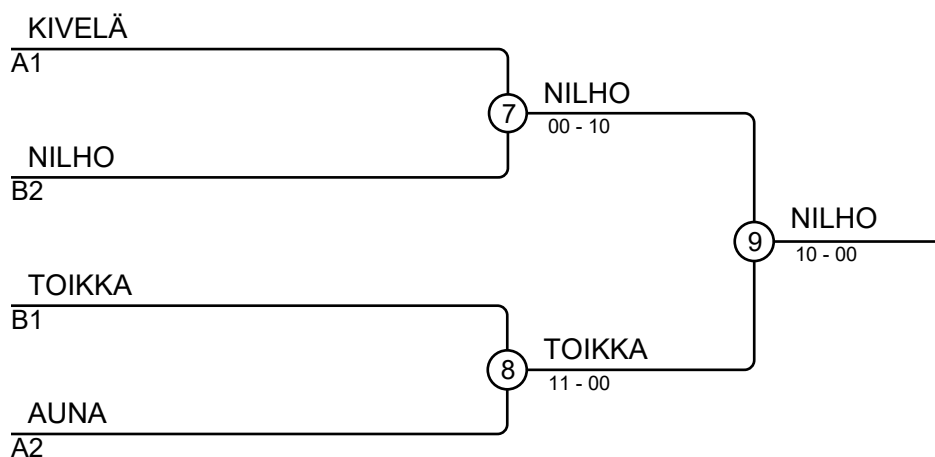 KIVELÄ
A1
7
NILHO
00 - 10
NILHO
B2
9
NILHO
10 - 00
TOIKKA
B1
8
TOIKKA
11 - 00
AUNA
A2